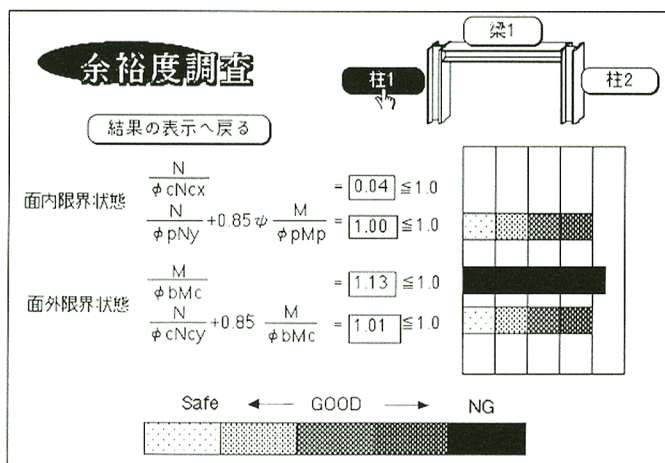 梁1
余裕度調査
柱1
柱2
結果の表示へ戻る
面内限界状態
N
φcNcx
= 0.04 ≦1.0
N
φpNy
+0.85ψ
M
φpMp
= 1.00 ≦1.0
面外限界状態
M
φbMc
= 1.13 ≦1.0
N
φcNcy
+0.85
M
φbMc
= 1.01 ≦1.0
Safe ← GOOD → NG